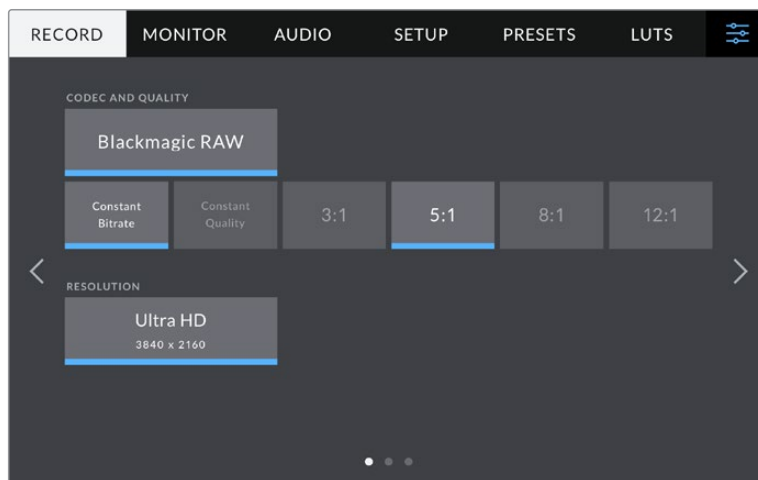 RECORD MONITOR AUDIO SETUP PRESETS LUTS
CODEC AND QUALITY
Blackmagic RAW
Constant Bitrate
Constant Quality
3:1
5:1
8:1
12:1
RESOLUTION
Ultra HD
3840 x 2160